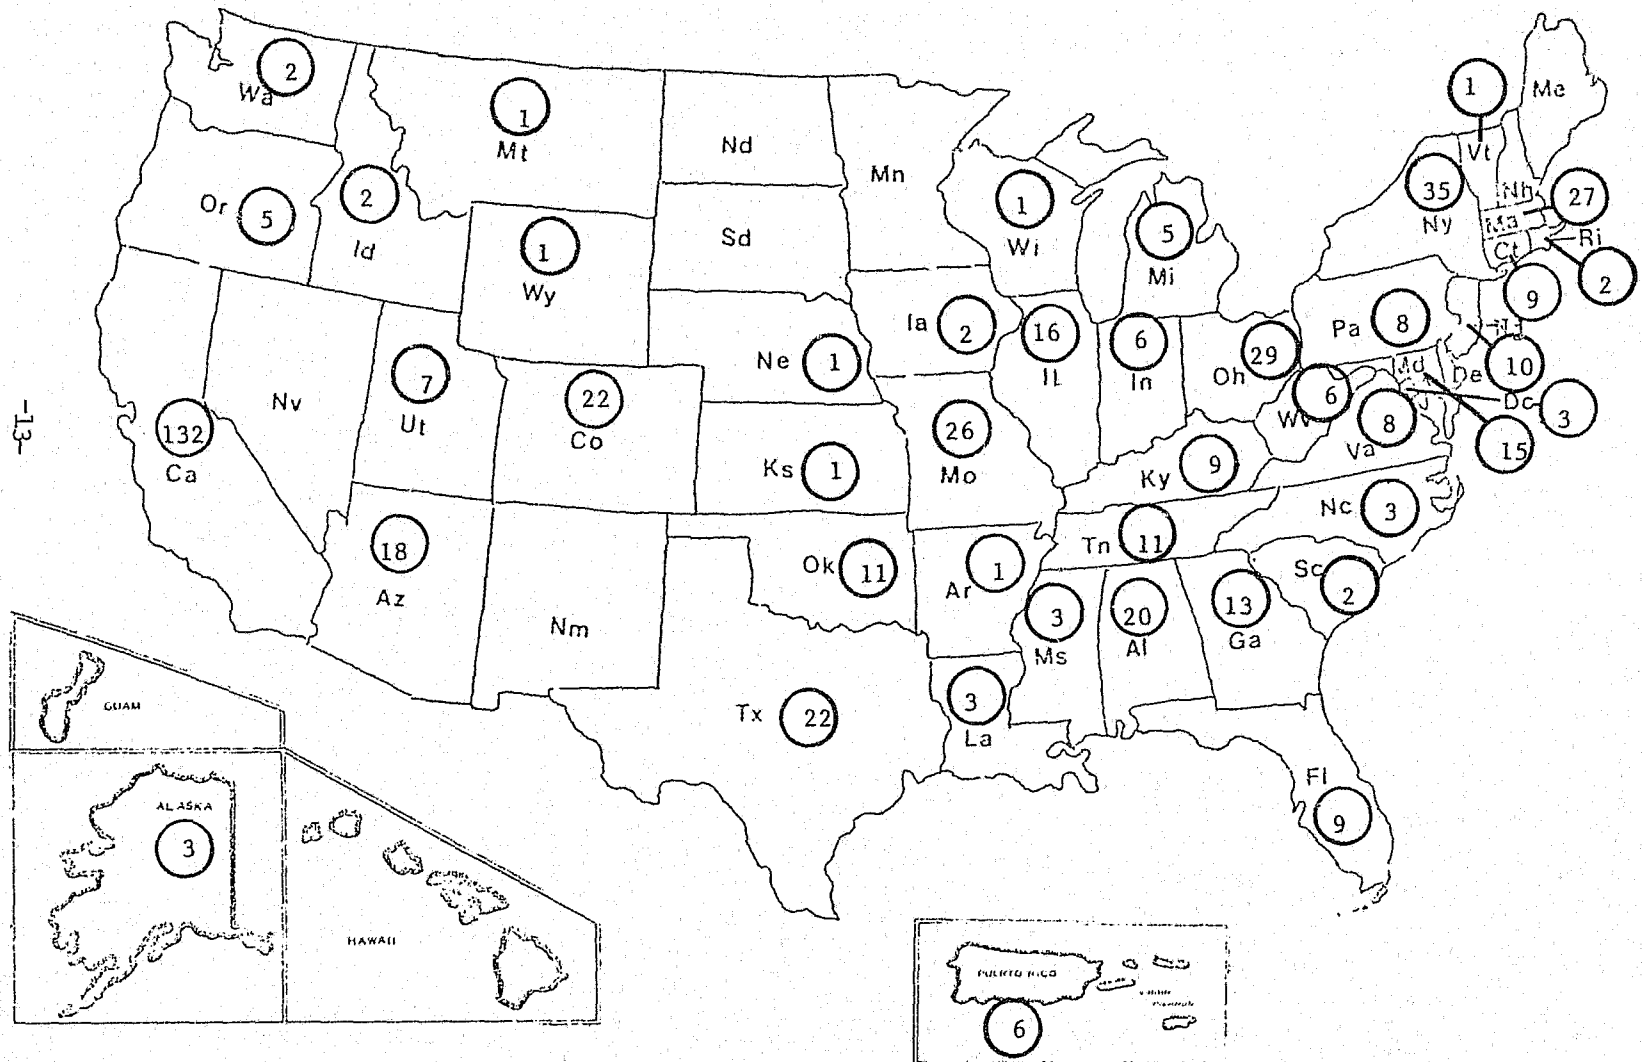 1
Me
2
Wa
1
Mt
Vt
Nd
Mn
Or
5
2
Id
35
Ny
Nh
27
Ma
1
Wi
5
Mi
Sd
1
Wy
Ct
Ri
2
9
Ia
2
16
IL
6
In
Pa
8
Ne
1
Oh
29
10
Md
De
7
Ut
22
Co
Nv
6
Wv
8
Va
Dc
3
-13-
132
Ca
26
Mo
15
Ks
1
Ky
9
Nc
3
18
Az
Tn
11
Ok
11
Ar
1
Sc
2
3
Ms
20
Al
13
Ga
Nm
GUAM
Tx
22
3
La
Fl
9
ALASKA
3
HAWAII
PUERTO RICO
6